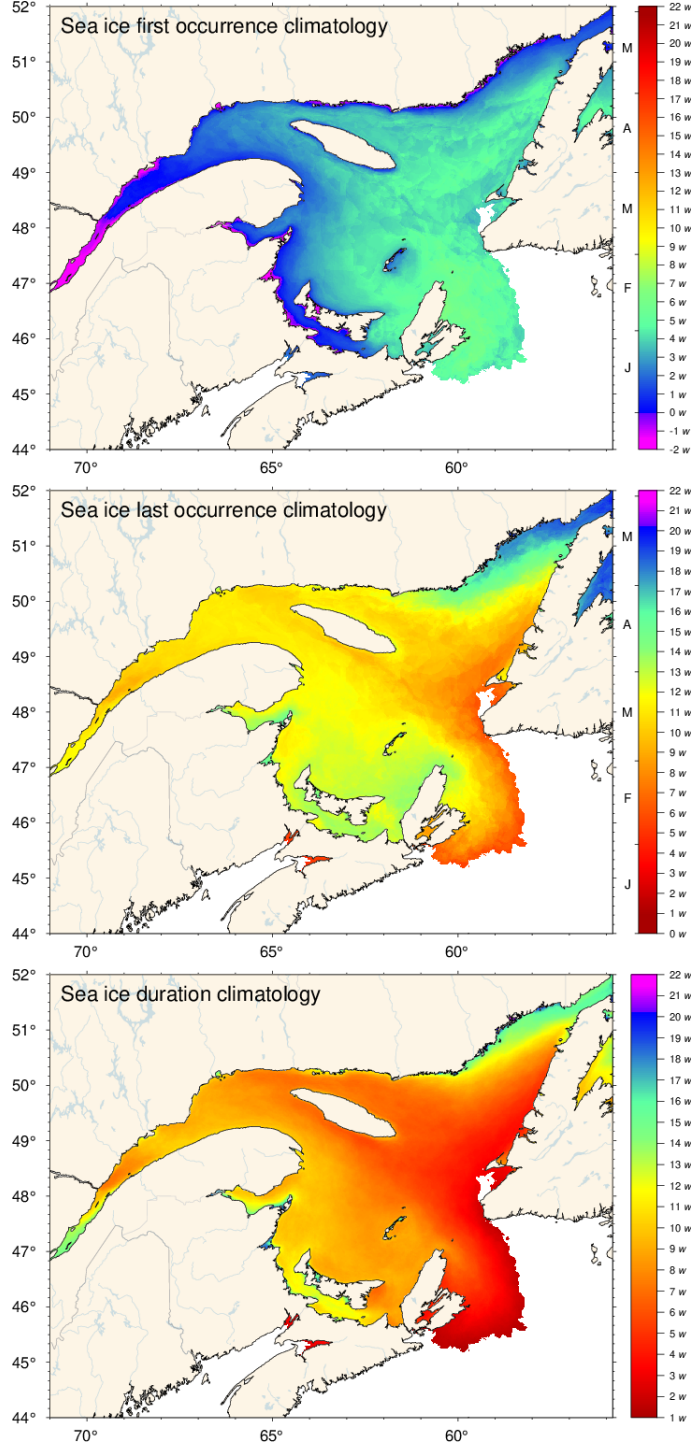 Sea ice first occurrence climatology
52°
51°
50°
49°
48°
47°
46°
45°
44°
70°
65°
60°
M
A
M
F
J
22 w
21 w
20 w
19 w
18 w
17 w
16 w
15 w
14 w
13 w
12 w
11 w
10 w
9 w
8 w
7 w
6 w
5 w
4 w
3 w
2 w
1 w
0 w
-1 w
-2 w
Sea ice last occurrence climatology
52°
51°
50°
49°
48°
47°
46°
45°
44°
70°
65°
60°
M
A
M
F
J
22 w
21 w
20 w
19 w
18 w
17 w
16 w
15 w
14 w
13 w
12 w
11 w
10 w
9 w
8 w
7 w
6 w
5 w
4 w
3 w
2 w
1 w
0 w
Sea ice duration climatology
52°
51°
50°
49°
48°
47°
46°
45°
44°
70°
65°
60°
22 w
21 w
20 w
19 w
18 w
17 w
16 w
15 w
14 w
13 w
12 w
11 w
10 w
9 w
8 w
7 w
6 w
5 w
4 w
3 w
2 w
1 w